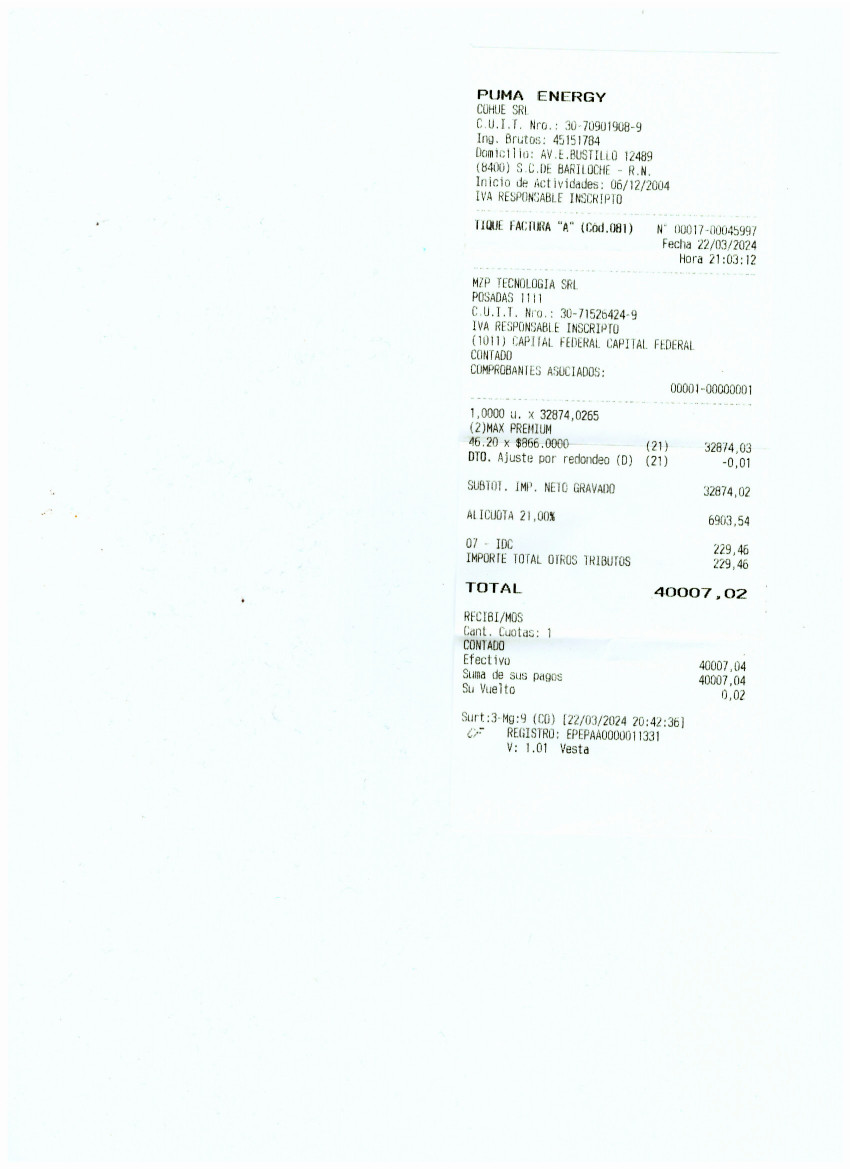 PUMA ENERGY
COHUE SRL
C.U.I.T. Nro.: 30-70901908-9
Ing. Brutos: 45151784
Domicilio: AV.E.BUSTILLO 12489
(8400) S.C.DE BARILOCHE - R.N.
Inicio de Actividades: 06/12/2004
IVA RESPONSABLE INSCRIPTO
TIQUE FACTURA "A" (Cod.081) N° 00017-00045997
Fecha 22/03/2024
Hora 21:03:12
MZP TECNOLOGIA SRL
POSADAS 1111
C.U.I.T. Nro.: 30-71526424-9
IVA RESPONSABLE INSCRIPTO
(1011) CAPITAL FEDERAL CAPITAL FEDERAL
CONTADO
COMPROBANTES ASOCIADOS:
00001-00000001
1,0000 u. x 32874,0265
(2)MAX PREMIUM
46.20 x $866.0000 (21) 32874,03
DTO. Ajuste por redondeo (D) (21) -0,01
SUBTOT. IMP. NETO GRAVADO 32874,02
ALICUOTA 21,00% 6903,54
07 - IDC 229,46
IMPORTE TOTAL OTROS TRIBUTOS 229,46
TOTAL 40007,02
RECIBI/MOS
Cant. Cuotas: 1
CONTADO
Efectivo 40007,04
Suma de sus pagos 40007,04
Su Vuelto 0,02
Surt:3-Mg:9 (CO) [22/03/2024 20:42:36]
CF REGISTRO: EPEPAA0000011331
V: 1.01 Vesta